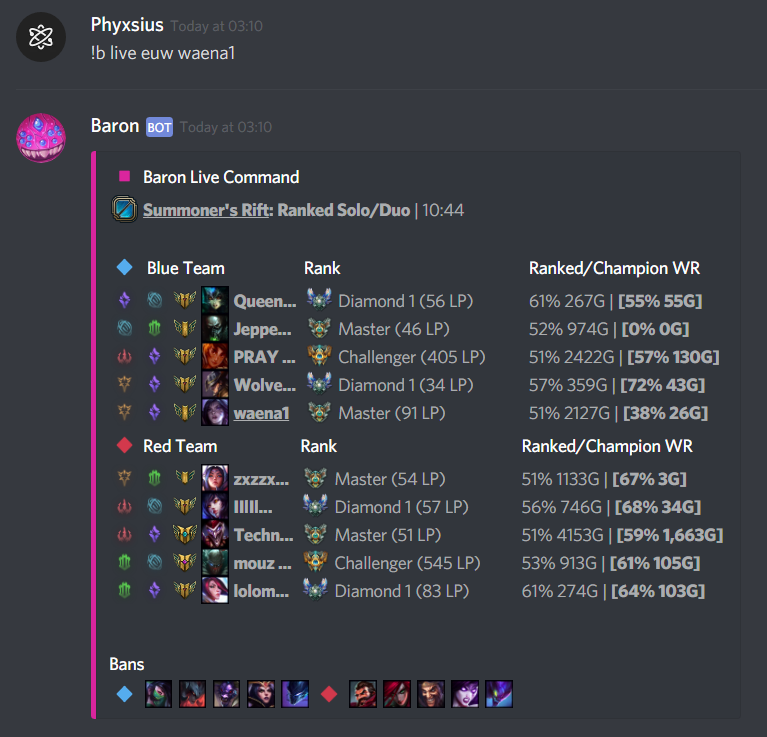 Phyxsius Today at 03:10
!b live euw waena1
Baron BOT Today at 03:10
Baron Live Command
Summoner's Rift: Ranked Solo/Duo | 10:44
Blue Team Rank Ranked/Champion WR
Queen... Diamond 1 (56 LP) 61% 267G | [55% 55G]
Jeppe... Master (46 LP) 52% 974G | [0% 0G]
PRAY ... Challenger (405 LP) 51% 2422G | [57% 130G]
Wolve... Diamond 1 (34 LP) 57% 359G | [72% 43G]
waena1 Master (91 LP) 51% 2127G | [38% 26G]
Red Team Rank Ranked/Champion WR
zxzzx... Master (54 LP) 51% 1133G | [67% 3G]
Diamond 1 (57 LP) 56% 746G | [68% 34G]
Techn... Master (51 LP) 51% 4153G | [59% 1,663G]
mouz ... Challenger (545 LP) 53% 913G | [61% 105G]
lolom... Diamond 1 (83 LP) 61% 274G | [64% 103G]
Bans